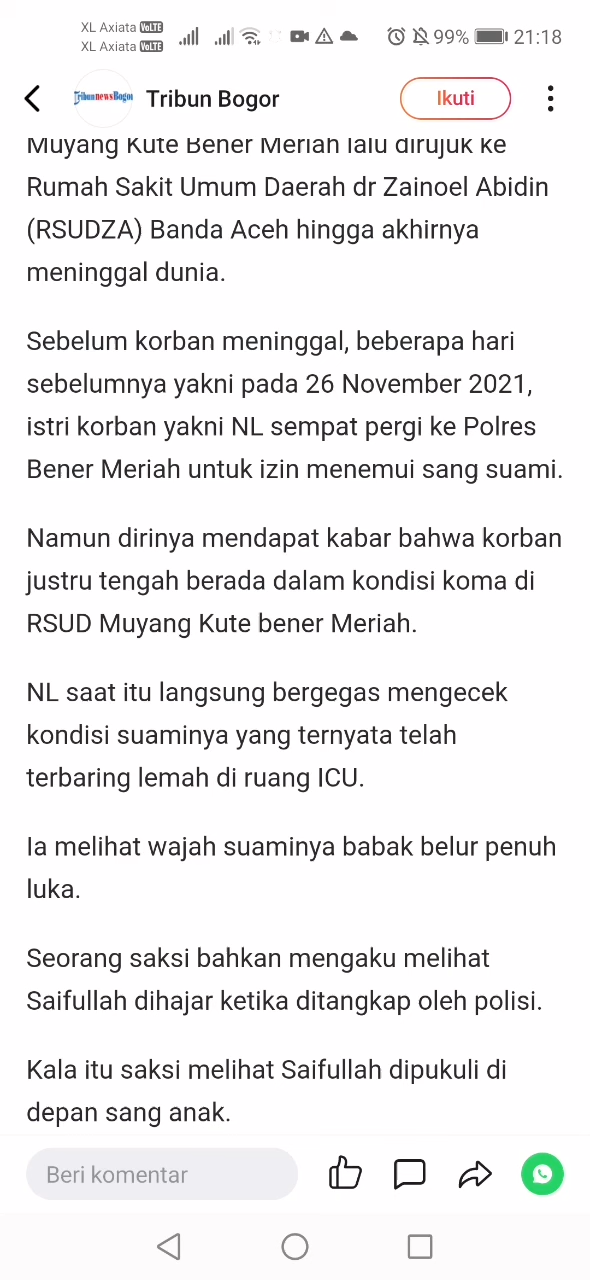 XL Axiata VoLTE
XL Axiata VoLTE
99% 21:18
TribunnewsBogor
Tribun Bogor
Ikuti
Muyang Kute Bener Meriah lalu dirujuk ke
Rumah Sakit Umum Daerah dr Zainoel Abidin
(RSUDZA) Banda Aceh hingga akhirnya
meninggal dunia.
Sebelum korban meninggal, beberapa hari
sebelumnya yakni pada 26 November 2021,
istri korban yakni NL sempat pergi ke Polres
Bener Meriah untuk izin menemui sang suami.
Namun dirinya mendapat kabar bahwa korban
justru tengah berada dalam kondisi koma di
RSUD Muyang Kute bener Meriah.
NL saat itu langsung bergegas mengecek
kondisi suaminya yang ternyata telah
terbaring lemah di ruang ICU.
Ia melihat wajah suaminya babak belur penuh
luka.
Seorang saksi bahkan mengaku melihat
Saifullah dihajar ketika ditangkap oleh polisi.
Kala itu saksi melihat Saifullah dipukuli di
depan sang anak.
Beri komentar